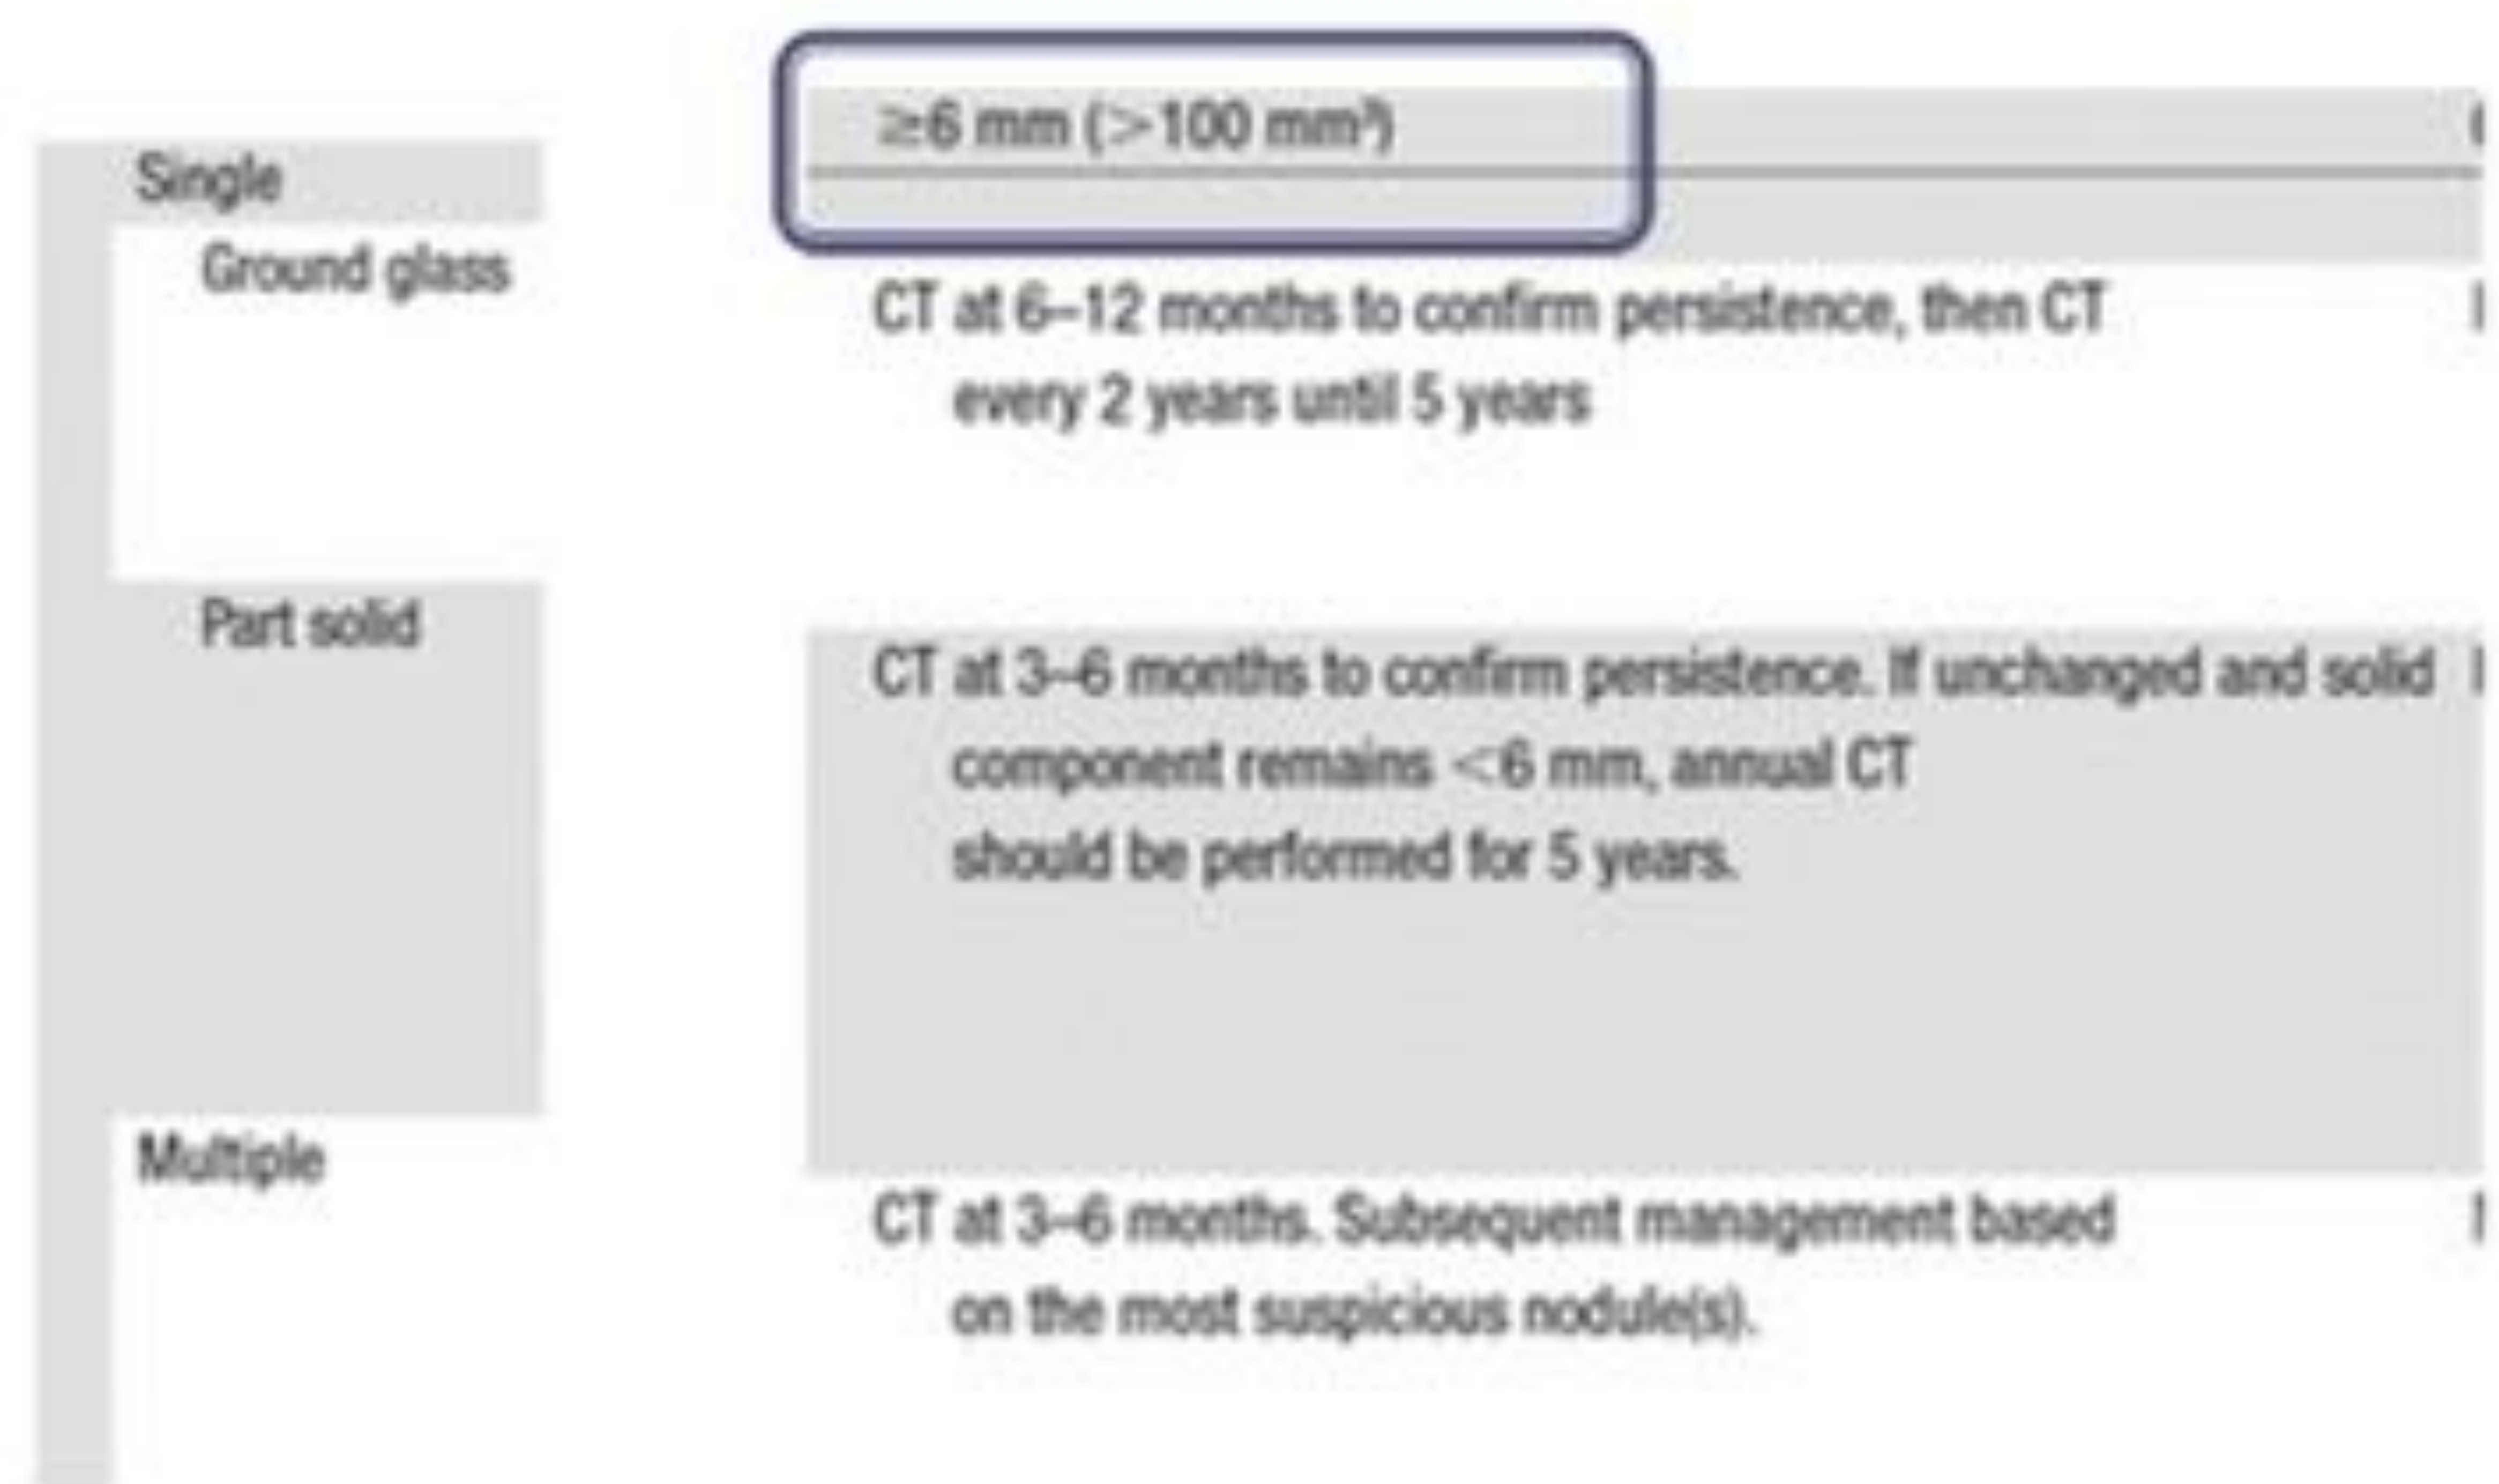 ≥6 mm (>100 mm³)
Single
Ground glass
CT at 6–12 months to confirm persistence, then CT
every 2 years until 5 years
Part solid
CT at 3–6 months to confirm persistence. If unchanged and solid
component remains <6 mm, annual CT
should be performed for 5 years.
Multiple
CT at 3–6 months. Subsequent management based
on the most suspicious nodule(s).